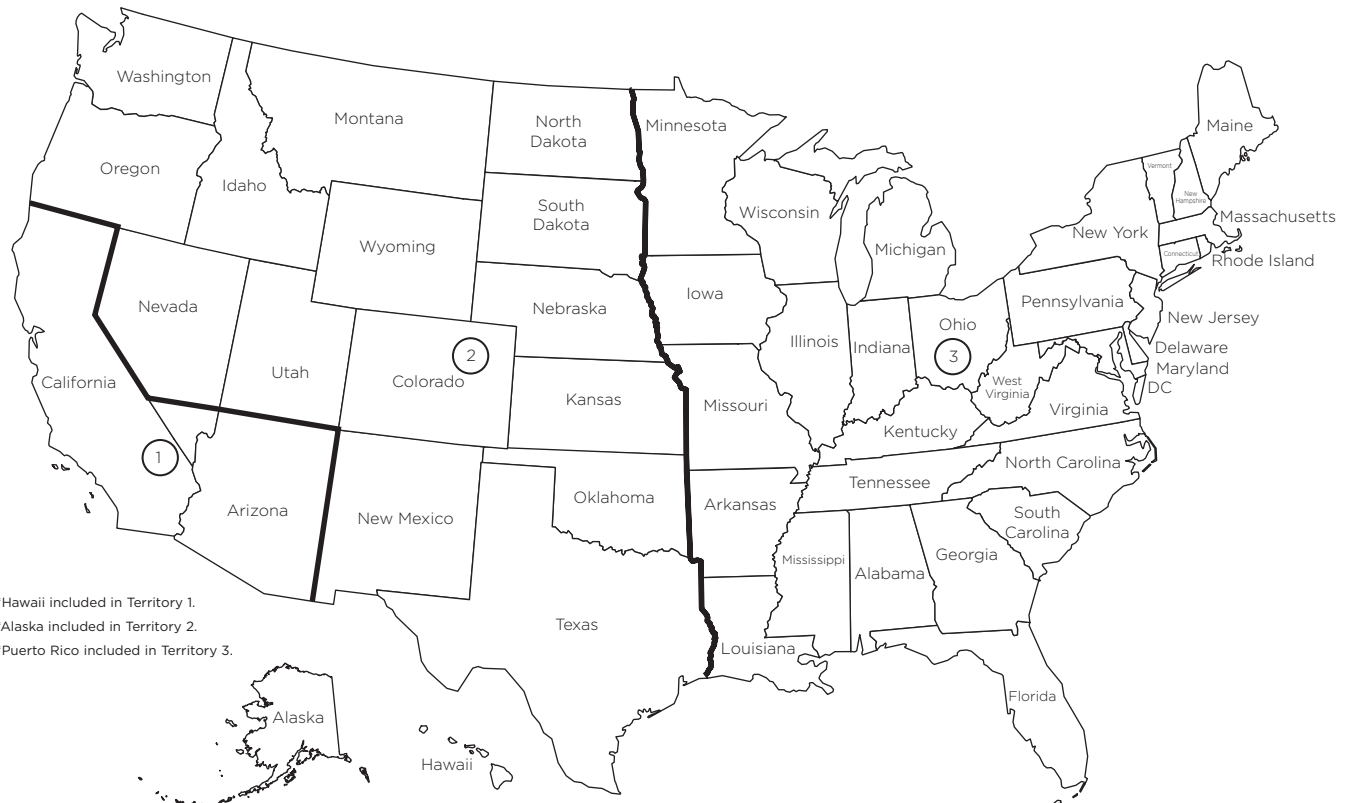 Washington
Montana
North
Dakota
Minnesota
Maine
Oregon
Idaho
Vermont
New
Hampshire
South
Dakota
Wisconsin
Massachusetts
Wyoming
Michigan
New York
Connecticut
Rhode Island
Nevada
Nebraska
Iowa
Pennsylvania
New Jersey
Ohio
Illinois
Indiana
2
3
Delaware
Maryland
Utah
Colorado
California
DC
West
Virginia
Kansas
Missouri
Virginia
Kentucky
1
North Carolina
Tennessee
Oklahoma
Arkansas
Arizona
New Mexico
South
Carolina
Mississippi
Georgia
Alabama
Hawaii included in Territory 1.
Alaska included in Territory 2.
Puerto Rico included in Territory 3.
Texas
Louisiana
Florida
Alaska
Hawaii